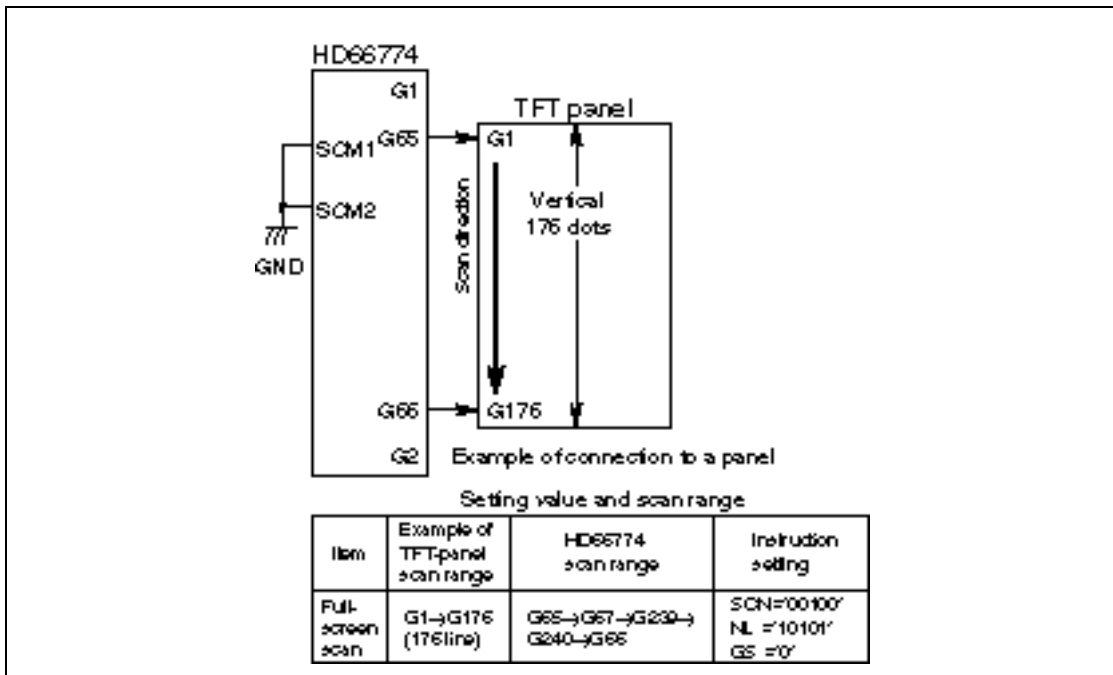 HD66774
G1
TFT panel
SCM1
G65
G1
SCM2
Scan direction
Vertical
176 dots
GND
G66
G176
G2
Example of connection to a panel
Setting value and scan range
Item
Example of
TFT-panel
scan range
HD66774
scan range
Instruction
setting
Full-
screen
scan
G1→G176
(176 line)
G65→G67→G239→
G240→G66
SCN='00100'
NL ='10101'
GS ='0'